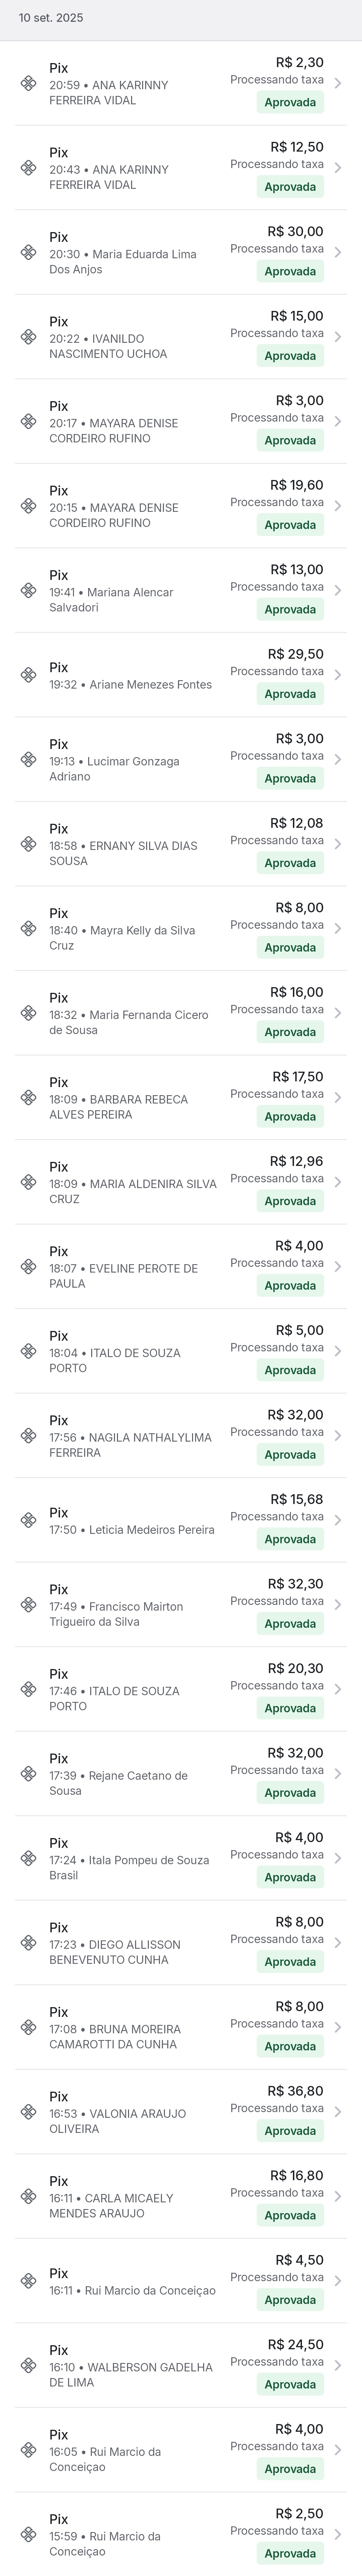 10 set. 2025
Pix
R$ 2,30
20:59 • ANA KARINNY
FERREIRA VIDAL
Processando taxa
Aprovada
Pix
R$ 12,50
20:43 • ANA KARINNY
FERREIRA VIDAL
Processando taxa
Aprovada
Pix
R$ 30,00
20:30 • Maria Eduarda Lima
Dos Anjos
Processando taxa
Aprovada
Pix
R$ 15,00
20:22 • IVANILDO
NASCIMENTO UCHOA
Processando taxa
Aprovada
Pix
R$ 3,00
20:17 • MAYARA DENISE
CORDEIRO RUFINO
Processando taxa
Aprovada
Pix
R$ 19,60
20:15 • MAYARA DENISE
CORDEIRO RUFINO
Processando taxa
Aprovada
Pix
R$ 13,00
19:41 • Mariana Alencar
Salvadori
Processando taxa
Aprovada
Pix
R$ 29,50
19:32 • Ariane Menezes Fontes
Processando taxa
Aprovada
Pix
R$ 3,00
19:13 • Lucimar Gonzaga
Adriano
Processando taxa
Aprovada
Pix
R$ 12,08
18:58 • ERNANY SILVA DIAS
SOUSA
Processando taxa
Aprovada
Pix
R$ 8,00
18:40 • Mayra Kelly da Silva
Cruz
Processando taxa
Aprovada
Pix
R$ 16,00
18:32 • Maria Fernanda Cicero
de Sousa
Processando taxa
Aprovada
Pix
R$ 17,50
18:09 • BARBARA REBECA
ALVES PEREIRA
Processando taxa
Aprovada
Pix
R$ 12,96
18:09 • MARIA ALDENIRA SILVA
CRUZ
Processando taxa
Aprovada
Pix
R$ 4,00
18:07 • EVELINE PEROTE DE
PAULA
Processando taxa
Aprovada
Pix
R$ 5,00
18:04 • ITALO DE SOUZA
PORTO
Processando taxa
Aprovada
Pix
R$ 32,00
17:56 • NAGILA NATHALYLIMA
FERREIRA
Processando taxa
Aprovada
Pix
R$ 15,68
17:50 • Leticia Medeiros Pereira
Processando taxa
Aprovada
Pix
R$ 32,30
17:49 • Francisco Mairton
Trigueiro da Silva
Processando taxa
Aprovada
Pix
R$ 20,30
17:46 • ITALO DE SOUZA
PORTO
Processando taxa
Aprovada
Pix
R$ 32,00
17:39 • Rejane Caetano de
Sousa
Processando taxa
Aprovada
Pix
R$ 4,00
17:24 • Itala Pompeu de Souza
Brasil
Processando taxa
Aprovada
Pix
R$ 8,00
17:23 • DIEGO ALLISSON
BENEVENUTO CUNHA
Processando taxa
Aprovada
Pix
R$ 8,00
17:08 • BRUNA MOREIRA
CAMAROTTI DA CUNHA
Processando taxa
Aprovada
Pix
R$ 36,80
16:53 • VALONIA ARAUJO
OLIVEIRA
Processando taxa
Aprovada
Pix
R$ 16,80
16:11 • CARLA MICAELY
MENDES ARAUJO
Processando taxa
Aprovada
Pix
R$ 4,50
16:11 • Rui Marcio da Conceiçao
Processando taxa
Aprovada
Pix
R$ 24,50
16:10 • WALBERSON GADELHA
DE LIMA
Processando taxa
Aprovada
Pix
R$ 4,00
16:05 • Rui Marcio da
Conceiçao
Processando taxa
Aprovada
Pix
R$ 2,50
15:59 • Rui Marcio da
Conceiçao
Processando taxa
Aprovada